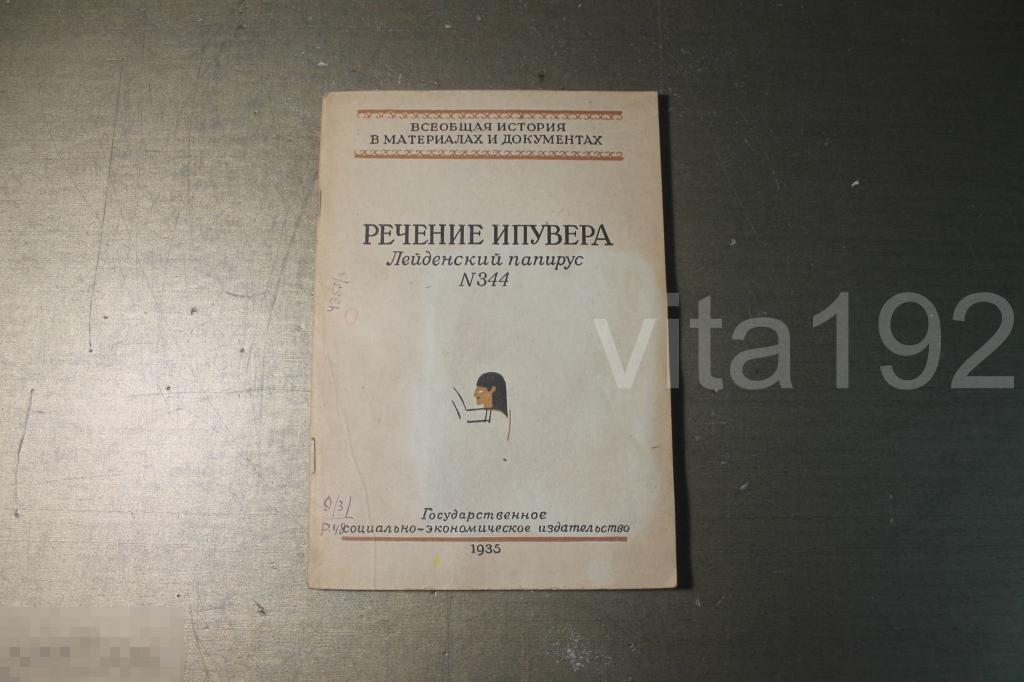 ВСЕОБЩАЯ ИСТОРИЯ
В МАТЕРИАЛАХ И ДОКУМЕНТАХ
РЕЧЕНИЕ ИПУВЕРА
Лейденский папирус
N344
vita192
Государственное
социально-экономическое издательство
1935